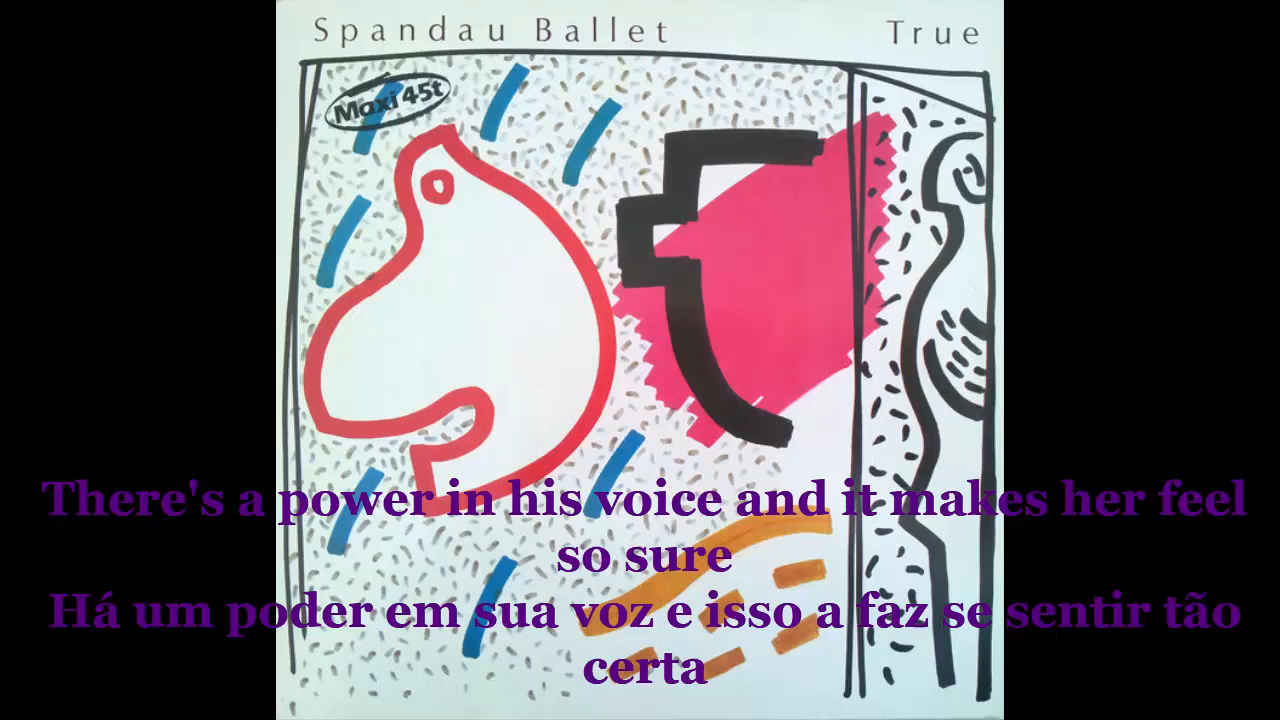 Spandau Ballet True
Maxi 45t
There's a power in his voice and it makes her feel
so sure
Há um poder em sua voz e isso a faz se sentir tão
certa